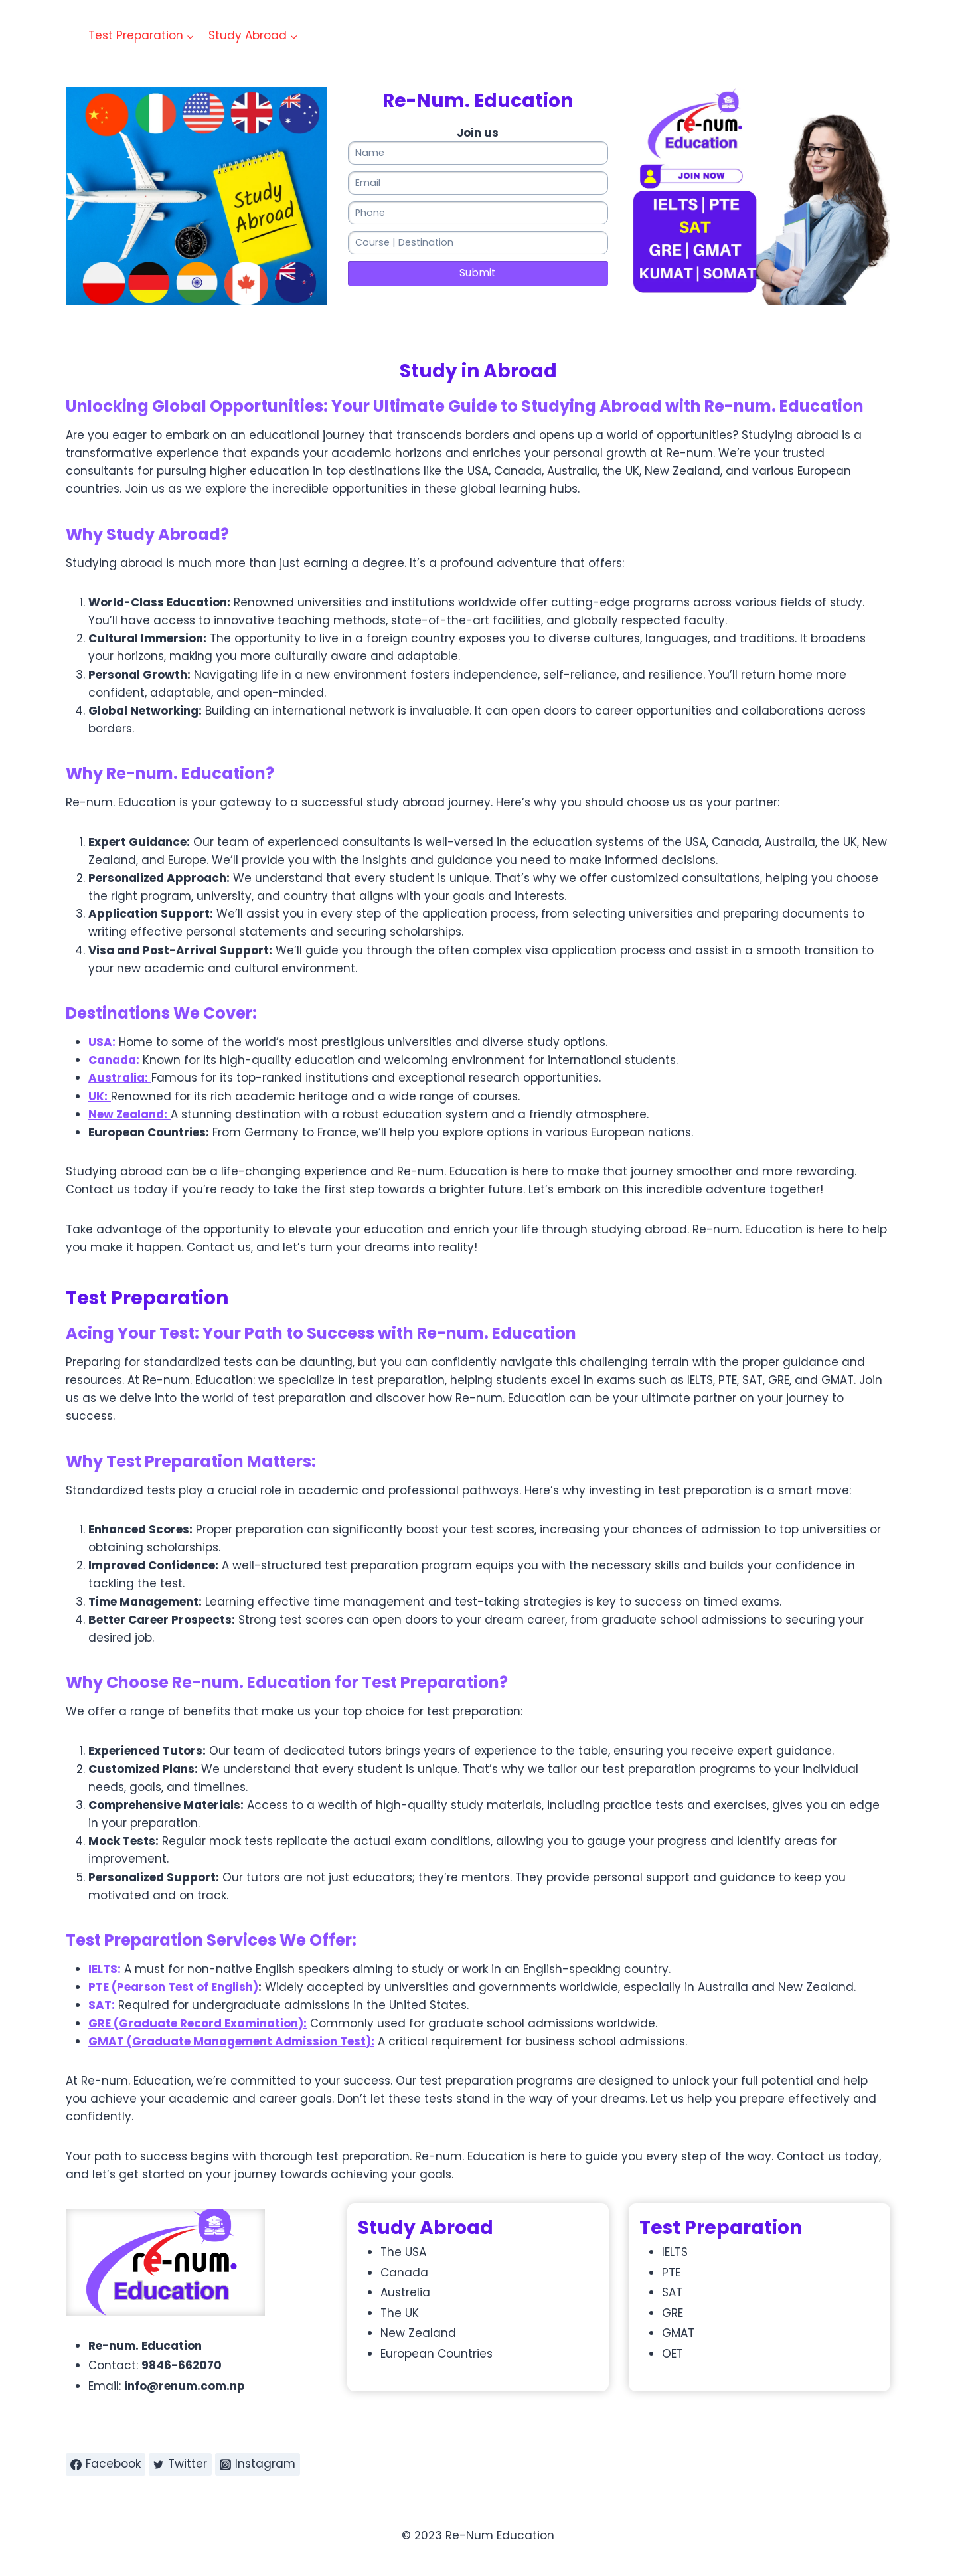 Test Preparation
Study Abroad
Study
Abroad
Re-Num. Education
Join us
Name
Email
Phone
Course | Destination
Submit
re-num.
Education
JOIN NOW
IELTS | PTE
SAT
GRE | GMAT
KUMAT | SOMAT
Study in Abroad
Unlocking Global Opportunities: Your Ultimate Guide to Studying Abroad with Re-num. Education
Are you eager to embark on an educational journey that transcends borders and opens up a world of opportunities? Studying abroad is a
transformative experience that expands your academic horizons and enriches your personal growth at Re-num. We’re your trusted
consultants for pursuing higher education in top destinations like the USA, Canada, Australia, the UK, New Zealand, and various European
countries. Join us as we explore the incredible opportunities in these global learning hubs.
Why Study Abroad?
Studying abroad is much more than just earning a degree. It’s a profound adventure that offers:
1. World-Class Education: Renowned universities and institutions worldwide offer cutting-edge programs across various fields of study.
You’ll have access to innovative teaching methods, state-of-the-art facilities, and globally respected faculty.
2. Cultural Immersion: The opportunity to live in a foreign country exposes you to diverse cultures, languages, and traditions. It broadens
your horizons, making you more culturally aware and adaptable.
3. Personal Growth: Navigating life in a new environment fosters independence, self-reliance, and resilience. You’ll return home more
confident, adaptable, and open-minded.
4. Global Networking: Building an international network is invaluable. It can open doors to career opportunities and collaborations across
borders.
Why Re-num. Education?
Re-num. Education is your gateway to a successful study abroad journey. Here’s why you should choose us as your partner:
1. Expert Guidance: Our team of experienced consultants is well-versed in the education systems of the USA, Canada, Australia, the UK, New
Zealand, and Europe. We’ll provide you with the insights and guidance you need to make informed decisions.
2. Personalized Approach: We understand that every student is unique. That’s why we offer customized consultations, helping you choose
the right program, university, and country that aligns with your goals and interests.
3. Application Support: We’ll assist you in every step of the application process, from selecting universities and preparing documents to
writing effective personal statements and securing scholarships.
4. Visa and Post-Arrival Support: We’ll guide you through the often complex visa application process and assist in a smooth transition to
your new academic and cultural environment.
Destinations We Cover:
• USA: Home to some of the world’s most prestigious universities and diverse study options.
• Canada: Known for its high-quality education and welcoming environment for international students.
• Australia: Famous for its top-ranked institutions and exceptional research opportunities.
• UK: Renowned for its rich academic heritage and a wide range of courses.
• New Zealand: A stunning destination with a robust education system and a friendly atmosphere.
• European Countries: From Germany to France, we’ll help you explore options in various European nations.
Studying abroad can be a life-changing experience and Re-num. Education is here to make that journey smoother and more rewarding.
Contact us today if you’re ready to take the first step towards a brighter future. Let’s embark on this incredible adventure together!
Take advantage of the opportunity to elevate your education and enrich your life through studying abroad. Re-num. Education is here to help
you make it happen. Contact us, and let’s turn your dreams into reality!
Test Preparation
Acing Your Test: Your Path to Success with Re-num. Education
Preparing for standardized tests can be daunting, but you can confidently navigate this challenging terrain with the proper guidance and
resources. At Re-num. Education: we specialize in test preparation, helping students excel in exams such as IELTS, PTE, SAT, GRE, and GMAT. Join
us as we delve into the world of test preparation and discover how Re-num. Education can be your ultimate partner on your journey to
success.
Why Test Preparation Matters:
Standardized tests play a crucial role in academic and professional pathways. Here’s why investing in test preparation is a smart move:
1. Enhanced Scores: Proper preparation can significantly boost your test scores, increasing your chances of admission to top universities or
obtaining scholarships.
2. Improved Confidence: A well-structured test preparation program equips you with the necessary skills and builds your confidence in
tackling the test.
3. Time Management: Learning effective time management and test-taking strategies is key to success on timed exams.
4. Better Career Prospects: Strong test scores can open doors to your dream career, from graduate school admissions to securing your
desired job.
Why Choose Re-num. Education for Test Preparation?
We offer a range of benefits that make us your top choice for test preparation:
1. Experienced Tutors: Our team of dedicated tutors brings years of experience to the table, ensuring you receive expert guidance.
2. Customized Plans: We understand that every student is unique. That’s why we tailor our test preparation programs to your individual
needs, goals, and timelines.
3. Comprehensive Materials: Access to a wealth of high-quality study materials, including practice tests and exercises, gives you an edge
in your preparation.
4. Mock Tests: Regular mock tests replicate the actual exam conditions, allowing you to gauge your progress and identify areas for
improvement.
5. Personalized Support: Our tutors are not just educators; they’re mentors. They provide personal support and guidance to keep you
motivated and on track.
Test Preparation Services We Offer:
• IELTS: A must for non-native English speakers aiming to study or work in an English-speaking country.
• PTE (Pearson Test of English): Widely accepted by universities and governments worldwide, especially in Australia and New Zealand.
• SAT: Required for undergraduate admissions in the United States.
• GRE (Graduate Record Examination): Commonly used for graduate school admissions worldwide.
• GMAT (Graduate Management Admission Test): A critical requirement for business school admissions.
At Re-num. Education, we’re committed to your success. Our test preparation programs are designed to unlock your full potential and help
you achieve your academic and career goals. Don’t let these tests stand in the way of your dreams. Let us help you prepare effectively and
confidently.
Your path to success begins with thorough test preparation. Re-num. Education is here to guide you every step of the way. Contact us today,
and let’s get started on your journey towards achieving your goals.
re-num.
Education
• Re-num. Education
• Contact: 9846-662070
• Email: info@renum.com.np
Study Abroad
• The USA
• Canada
• Austrelia
• The UK
• New Zealand
• European Countries
Test Preparation
• IELTS
• PTE
• SAT
• GRE
• GMAT
• OET
Facebook
Twitter
Instagram
© 2023 Re-Num Education